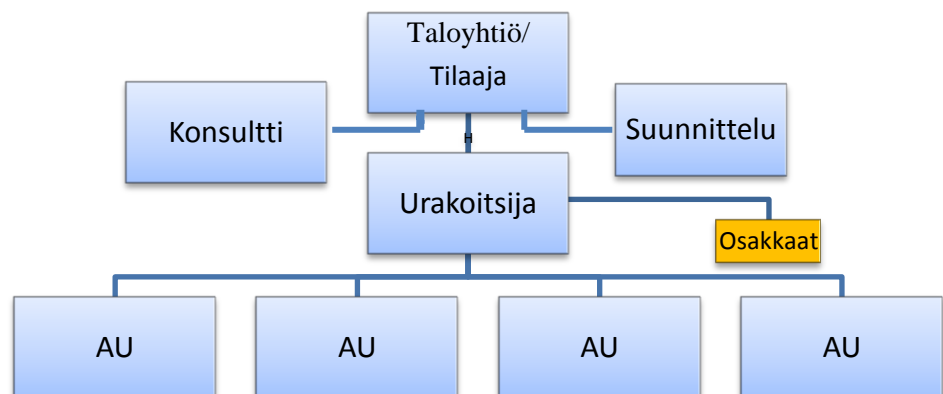 Taloyhtiö/
Tilaaja
Konsultti
Suunnittelu
H
Urakoitsija
Osakkaat
AU
AU
AU
AU